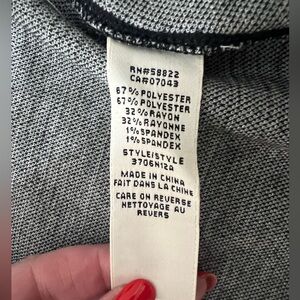 RN#58822
CA#07043
67% POLYESTER
67% POLYESTER
32% RAYON
32% RAYONNE
1% SPANDEX
1% SPANDEX
STYLE/STYLE
3706N12A
MADE IN CHINA
FAIT DANS LA CHINE
CARE ON REVERSE
NETTOYAGE AU
REVERS